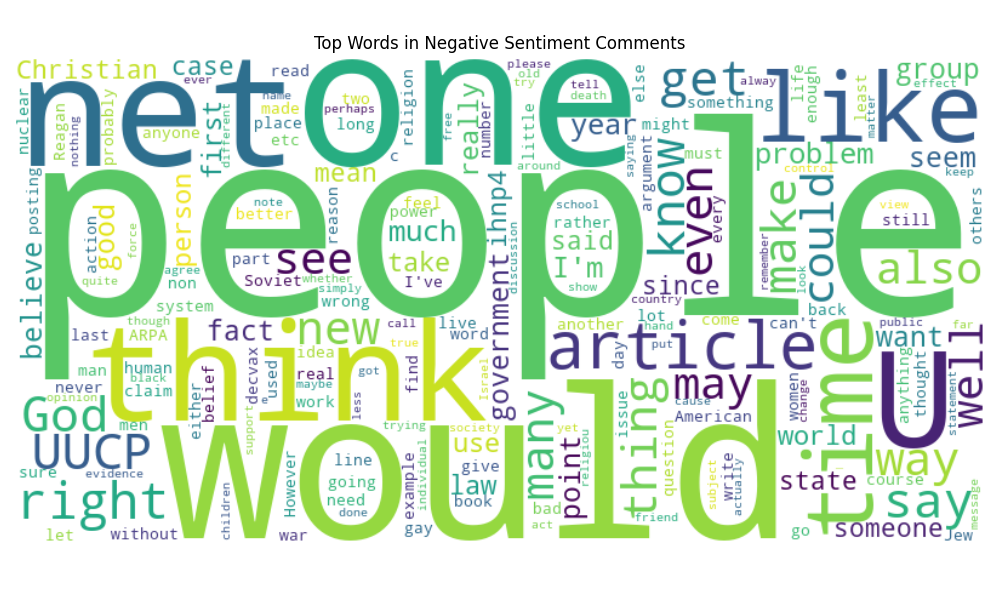 Top Words in Negative Sentiment Comments
Christian case read net one please old try tell death else get alway something like life enough least matter group effect
nuclear Reagan nothing probably ever name different anyone made place etc two perhaps long c religion free really number little around saying year might argument must problem control seem keep
first mean posting believe action good quite force person note better reason feel power much school rather said I'm show know even every since country remember make look could view still also others
people see Soviet whether part agree non system simply wrong take I've government ihnp4 discussion
last though ARPA fact new call live word another lot hand day put come can't back want public far
think man human black claim never opinion men either belief decvax used e idea real maybe work true got less find Israel article may cause American women change time anything thought U statement well
God UUCP sure evidence right let without children support However war would line going need done trying example individual gay society use give law book yet many bad act point religiou thing issue friend question subject write actually world state go way course say someone Jew message